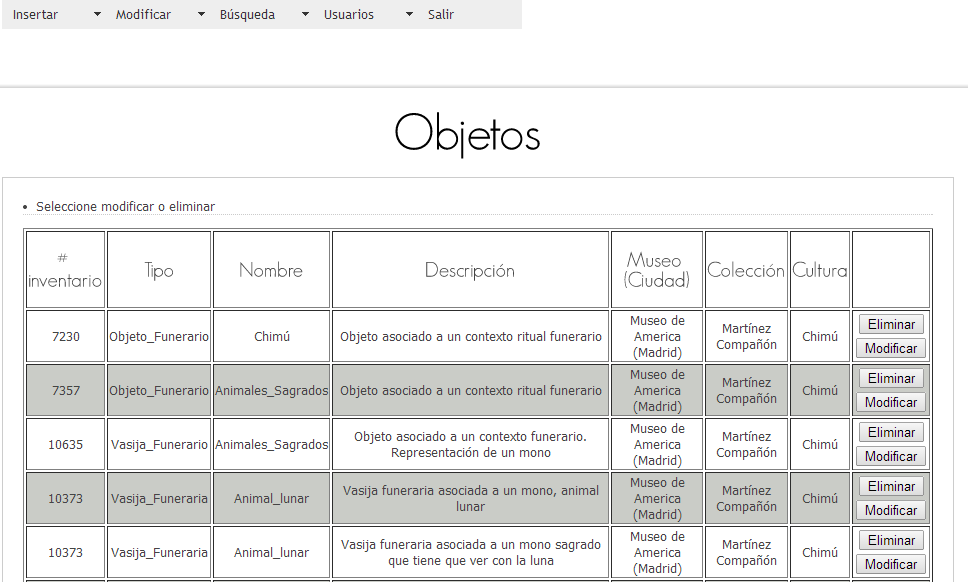 Insertar Modificar Búsqueda Usuarios Salir
Objetos
• Seleccione modificar o eliminar
# inventario Tipo Nombre Descripción Museo (Ciudad) Colección Cultura
7230 Objeto_Funerario Chimú Objeto asociado a un contexto ritual funerario Museo de America (Madrid) Martínez Compañón Chimú Eliminar Modificar
7357 Objeto_Funerario Animales_Sagrados Objeto asociado a un contexto ritual funerario Museo de America (Madrid) Martínez Compañón Chimú Eliminar Modificar
10635 Vasija_Funerario Animales_Sagrados Objeto asociado a un contexto funerario. Representación de un mono Museo de America (Madrid) Martínez Compañón Chimú Eliminar Modificar
10373 Vasija_Funeraria Animal_lunar Vasija funeraria asociada a un mono, animal lunar Museo de America (Madrid) Martínez Compañón Chimú Eliminar Modificar
10373 Vasija_Funeraria Animal_lunar Vasija funeraria asociada a un mono sagrado que tiene que ver con la luna Museo de America (Madrid) Martínez Compañón Chimú Eliminar Modificar